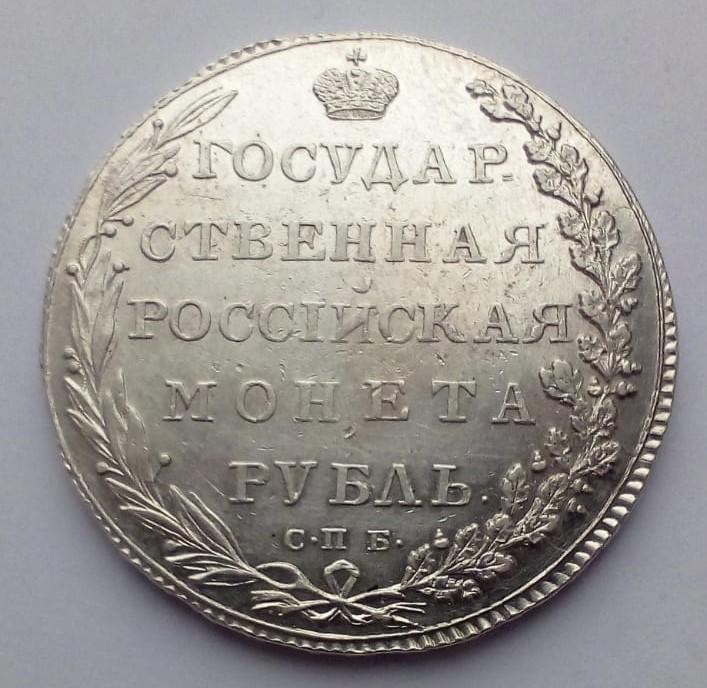 ГОСУДАР
СТВЕННАЯ
РОССІЙСКАЯ
МОНЕТА
РУБЛЬ.
С·П Б·